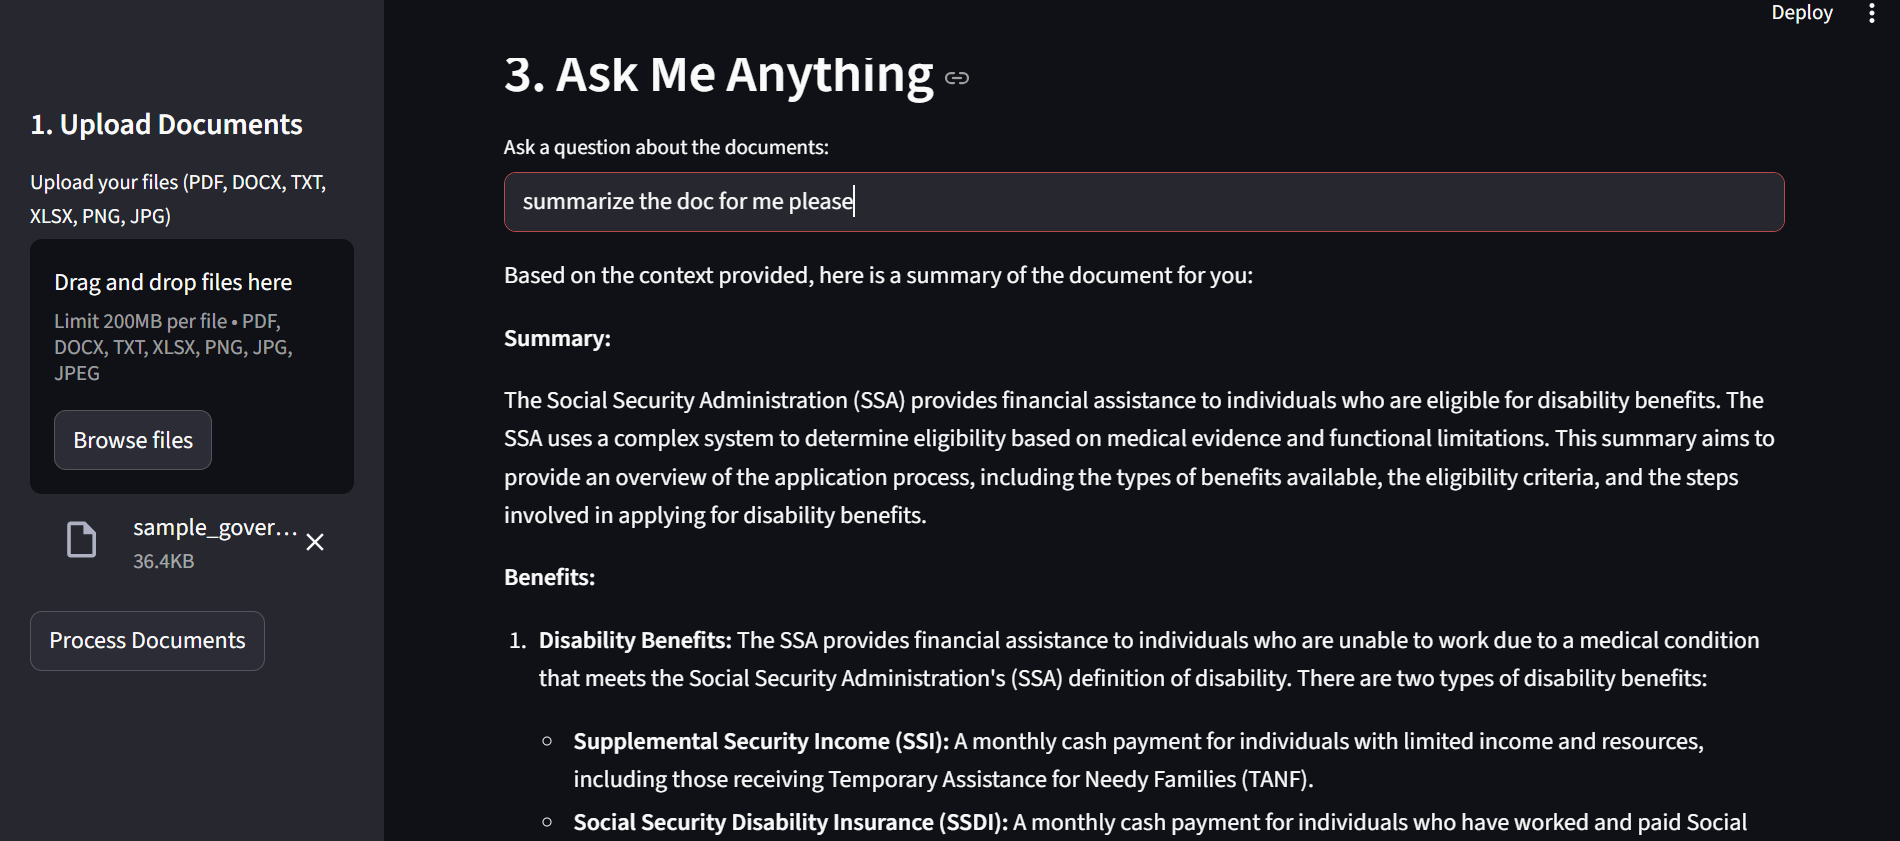 Deploy
1. Upload Documents
Upload your files (PDF, DOCX, TXT,
XLSX, PNG, JPG)
Drag and drop files here
Limit 200MB per file • PDF,
DOCX, TXT, XLSX, PNG, JPG,
JPEG
Browse files
sample_gover...
36.4KB
Process Documents
3. Ask Me Anything
Ask a question about the documents:
summarize the doc for me please
Based on the context provided, here is a summary of the document for you:
Summary:
The Social Security Administration (SSA) provides financial assistance to individuals who are eligible for disability benefits. The
SSA uses a complex system to determine eligibility based on medical evidence and functional limitations. This summary aims to
provide an overview of the application process, including the types of benefits available, the eligibility criteria, and the steps
involved in applying for disability benefits.
Benefits:
1. Disability Benefits: The SSA provides financial assistance to individuals who are unable to work due to a medical condition
that meets the Social Security Administration's (SSA) definition of disability. There are two types of disability benefits:
Supplemental Security Income (SSI): A monthly cash payment for individuals with limited income and resources,
including those receiving Temporary Assistance for Needy Families (TANF).
Social Security Disability Insurance (SSDI): A monthly cash payment for individuals who have worked and paid Social